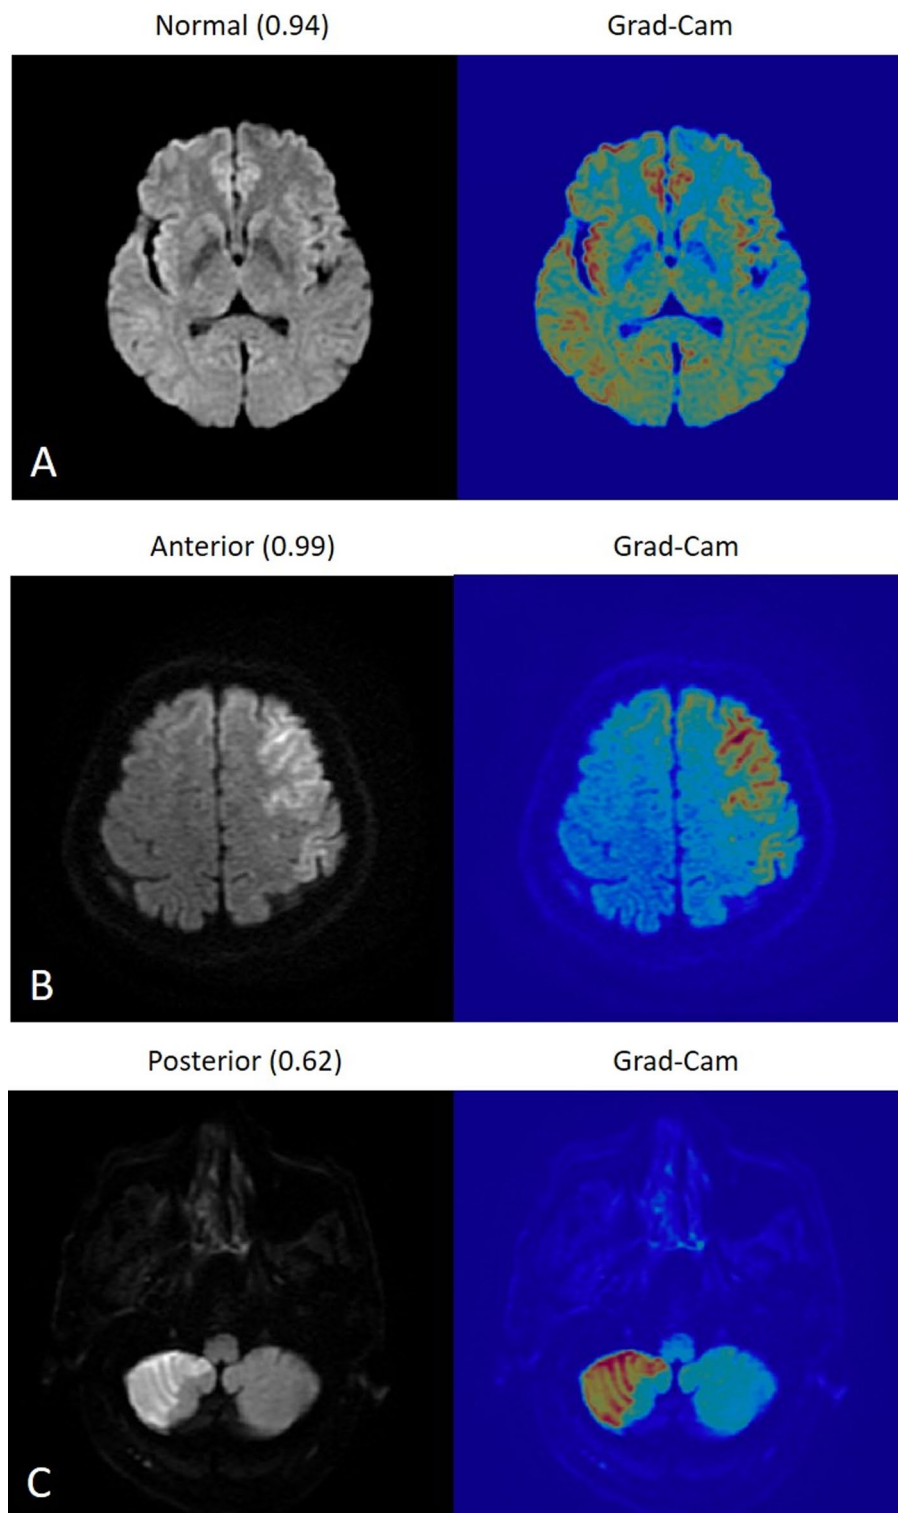 Normal (0.94) Grad-Cam
A
Anterior (0.99) Grad-Cam
B
Posterior (0.62) Grad-Cam
C